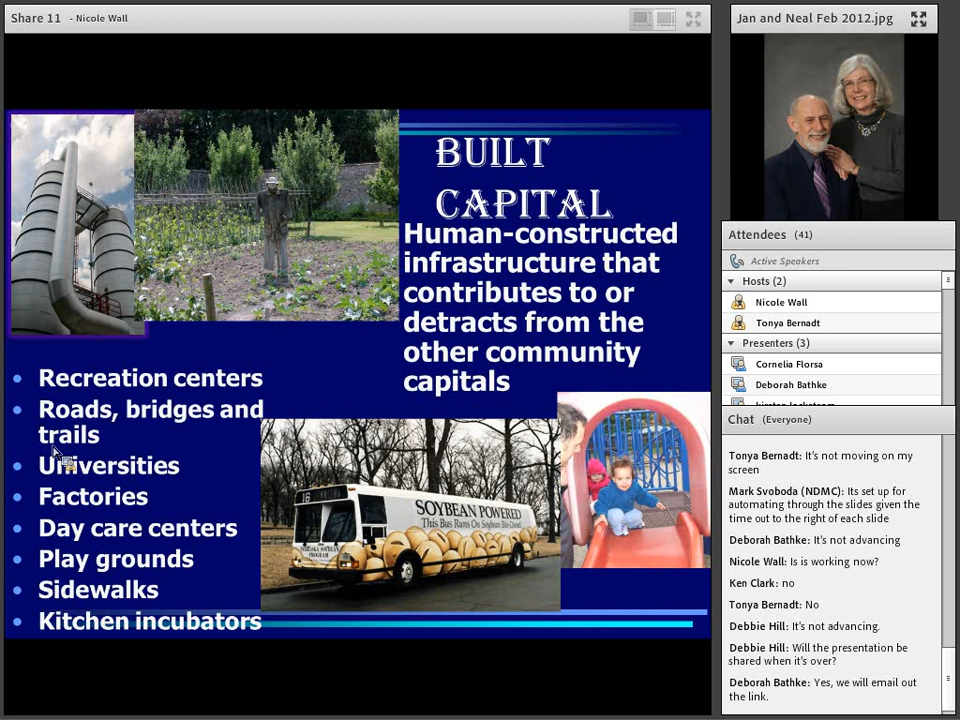 Share 11 - Nicole Wall
Jan and Neal Feb 2012.jpg
BUILT
CAPITAL
Human-constructed
infrastructure that
contributes to or
detracts from the
other community
capitals
• Recreation centers
• Roads, bridges and
trails
• Universities
• Factories
• Day care centers
• Play grounds
• Sidewalks
• Kitchen incubators
16
SOYBEAN POWERED
This Bus Runs On Soybean Bio-Diesel
NEBRASKA SOYBEAN
PROGRAM
Attendees (41)
Active Speakers
Hosts (2)
Nicole Wall
Tonya Bernadt
Presenters (3)
Cornelia Florsa
Deborah Bathke
Chat (Everyone)
Tonya Bernadt: It's not moving on my
screen
Mark Svoboda (NDMC): Its set up for
automating through the slides given the
time out to the right of each slide
Deborah Bathke: It's not advancing
Nicole Wall: Is is working now?
Ken Clark: no
Tonya Bernadt: No
Debbie Hill: It's not advancing.
Debbie Hill: Will the presentation be
shared when it's over?
Deborah Bathke: Yes, we will email out
the link.